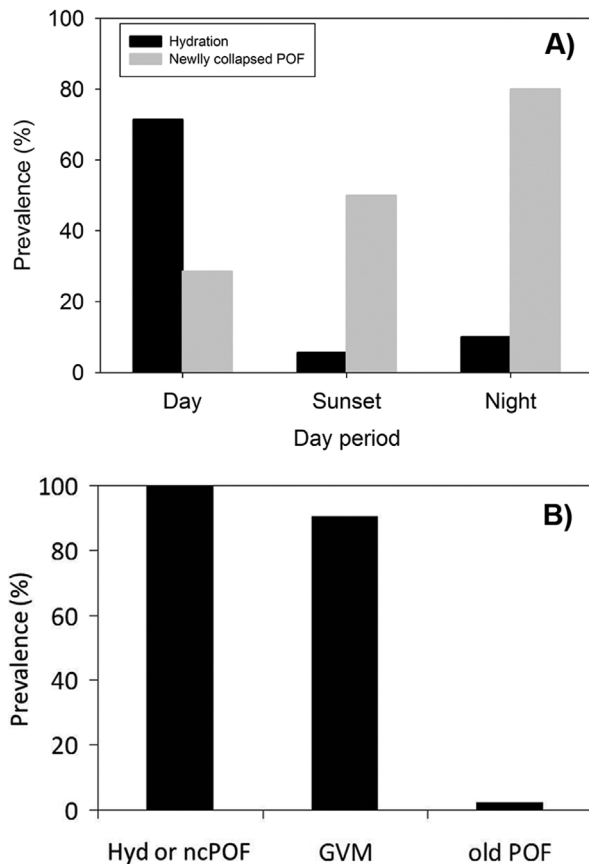 A)
Hydration
Newlly collapsed POF
100
80
60
40
20
0
Prevalence (%)
Day Sunset Night
Day period
B)
100
80
60
40
20
0
Prevalence (%)
Hyd or ncPOF GVM old POF